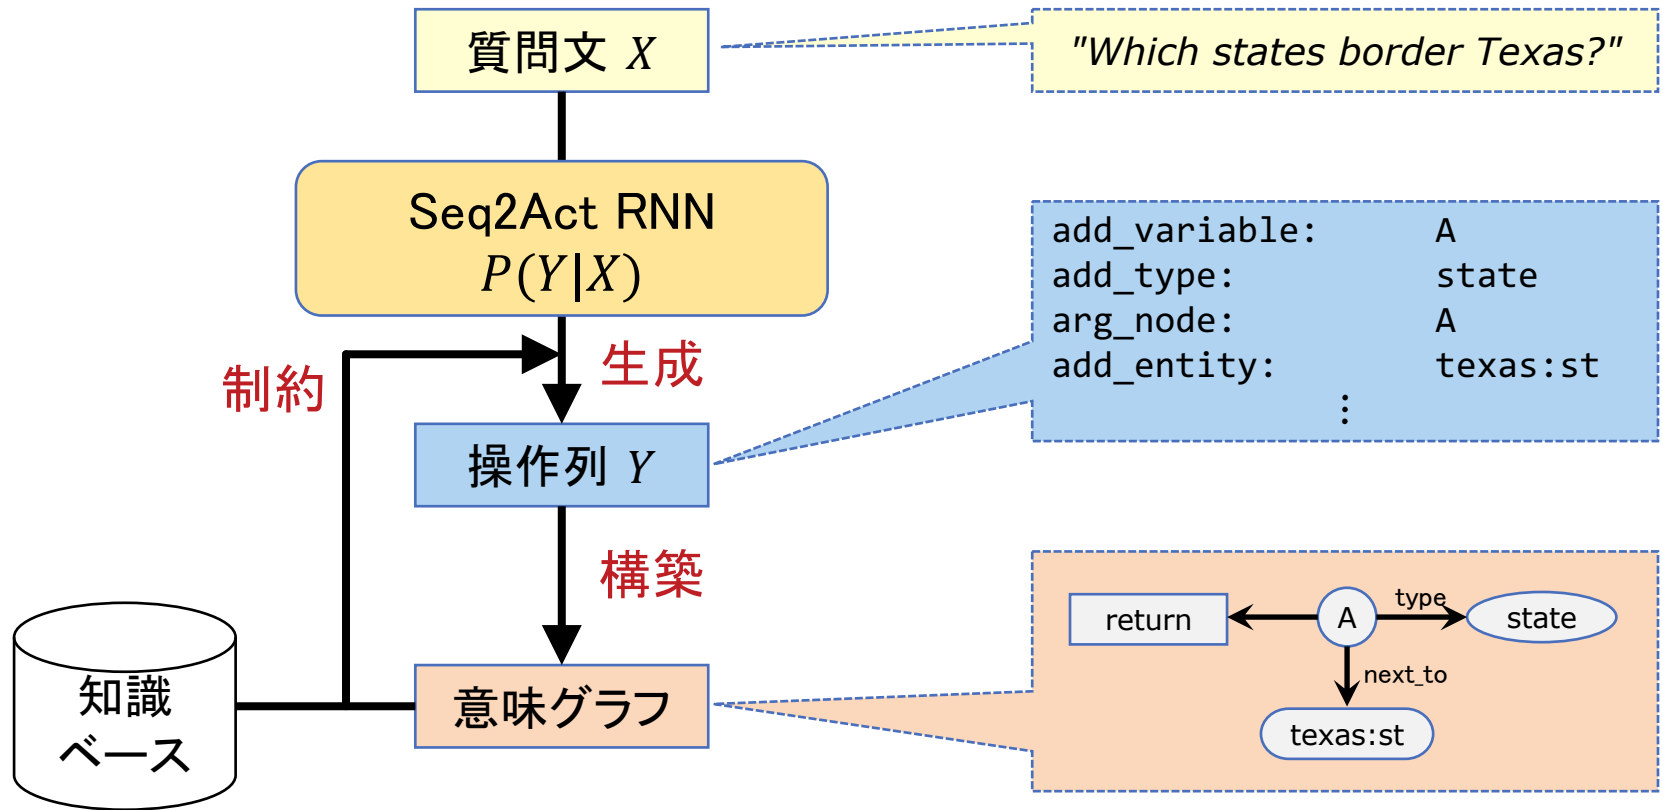 質問文 X
"Which states border Texas?"
Seq2Act RNN
P(Y|X)
add_variable: A
add_type: state
arg_node: A
add_entity: texas:st
⋮
制約
生成
操作列 Y
構築
知識
ベース
意味グラフ
return
A
type
state
next_to
texas:st